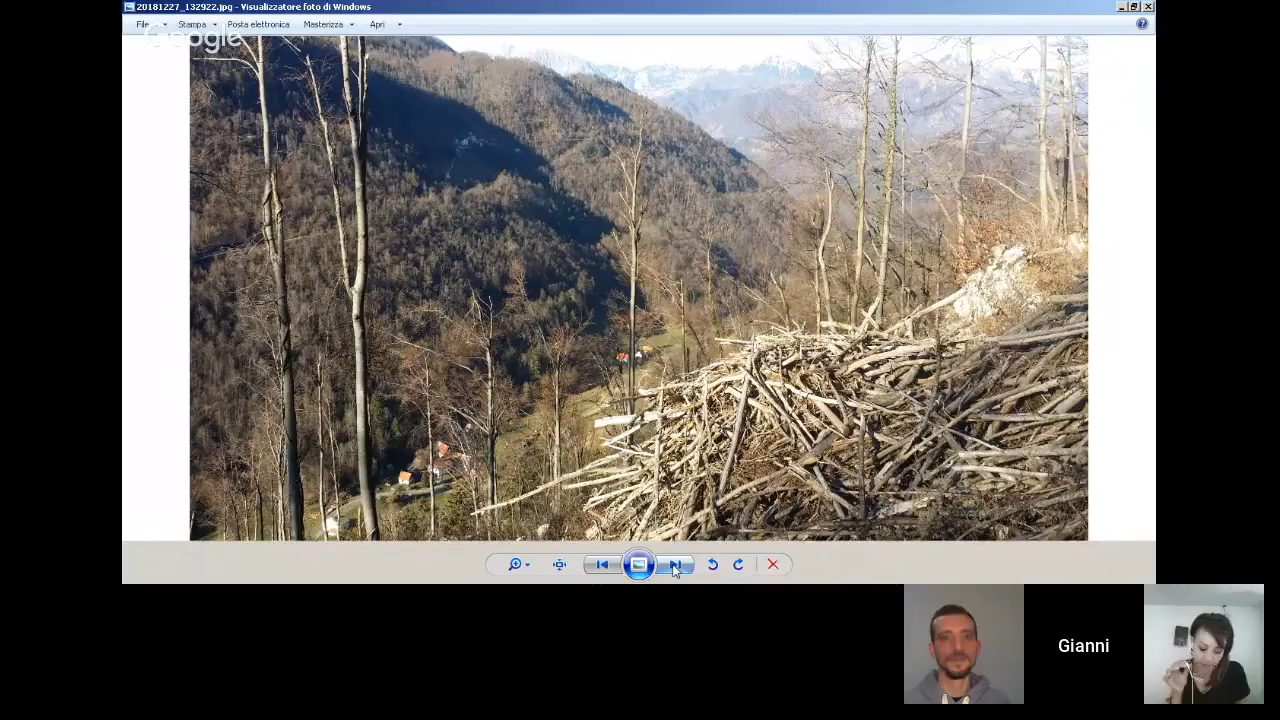 20181227_132922.jpg - Visualizzatore foto di Windows
File Stampa Posta elettronica Masterizza Apri
Google
Gianni